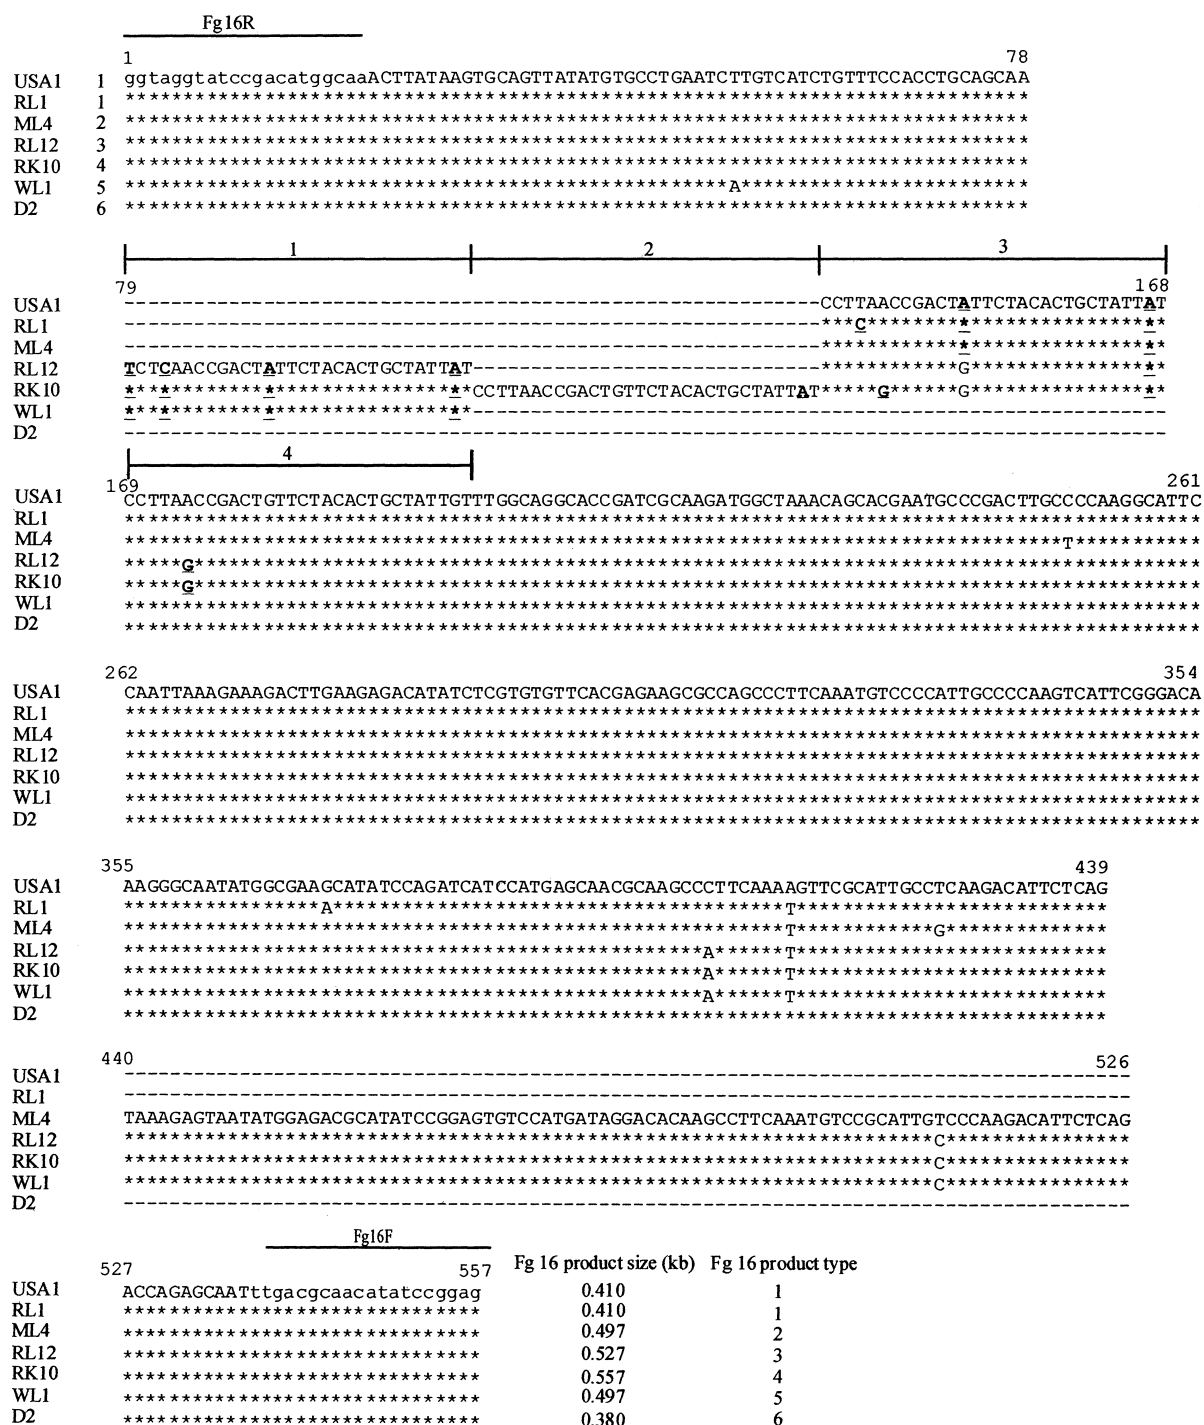 Fg16R
1 78
USA1 1 ggtaggtatccgacatggcaaACTTATAAGTGCAGTTATATGTGCCTGAATCTTGTCATCTGTTTCCACCTGCAGCAA
RL1 1 ******************************************************************************
ML4 2 ******************************************************************************
RL12 3 ******************************************************************************
RK10 4 ******************************************************************************
WL1 5 ****************************************************A*************************
D2 6 ******************************************************************************
1 2 3
79 168
USA1 ------------------------------------------------------------CCTTAACCGACTATTCTACACTGCTATTAT
RL1 ------------------------------------------------------------***C**************************
ML4 ------------------------------------------------------------******************************
RL12 TCTCAACCGACTATTCTACACTGCTATTAT------------------------------************G*****************
RK10 ******************************CCTTAACCGACTGTTCTACACTGCTATTAT*****G******G*****************
WL1 ******************************------------------------------------------------------------
D2 ------------------------------------------------------------------------------------------
4
169 261
USA1 CCTTAACCGACTGTTCTACACTGCTATTGTTTGGCAGGCACCGATCGCAAGATGGCTAAACAGCACGAATGCCCGACTTGCCCCAAGGCATTC
RL1 *********************************************************************************************
ML4 *********************************************************************************T***********
RL12 *****G***************************************************************************************
RK10 *****G***************************************************************************************
WL1 *********************************************************************************************
D2 *********************************************************************************************
262 354
USA1 CAATTAAAGAAAGACTTGAAGAGACATATCTCGTGTGTTCACGAGAAGCGCCAGCCCTTCAAATGTCCCCATTGCCCCAAGTCATTCGGGACA
RL1 *********************************************************************************************
ML4 *********************************************************************************************
RL12 *********************************************************************************************
RK10 *********************************************************************************************
WL1 *********************************************************************************************
D2 *********************************************************************************************
355 439
USA1 AAGGGCAATATGGCGAAGCATATCCAGATCATCCATGAGCAACGCAAGCCCTTCAAAAGTTCGCATTGCCTCAAGACATTCTCAG
RL1 *****************A***************************************T***************************
ML4 *********************************************************T************G**************
RL12 **************************************************A******T***************************
RK10 **************************************************A******T***************************
WL1 **************************************************A******T***************************
D2 *************************************************************************************
440 526
USA1 ---------------------------------------------------------------------------------------
RL1 ---------------------------------------------------------------------------------------
ML4 TAAAGAGTAATATGGAGACGCATATCCGGAGTGTCCATGATAGGACACAAGCCTTCAAATGTCCGCATTGTCCCAAGACATTCTCAG
RL12 **********************************************************************C****************
RK10 **********************************************************************C****************
WL1 **********************************************************************C****************
D2 ---------------------------------------------------------------------------------------
Fg16F
527 557 Fg 16 product size (kb) Fg 16 product type
USA1 ACCAGAGCAATttgacgcaacatatccggag 0.410 1
RL1 ******************************* 0.410 1
ML4 ******************************* 0.497 2
RL12 ******************************* 0.527 3
RK10 ******************************* 0.557 4
WL1 ******************************* 0.497 5
D2 ******************************* 0.380 6